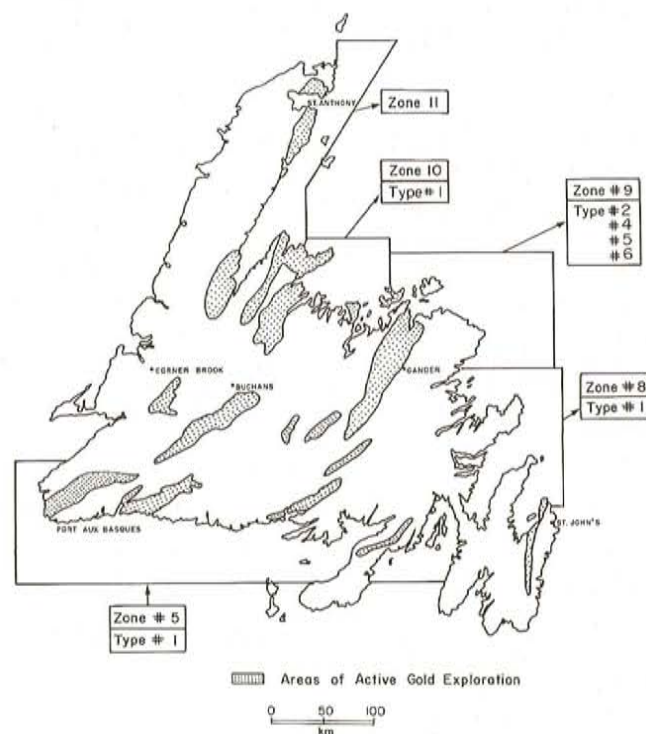 ST. ANTHONY
Zone 11
Zone 10
Type # 1
Zone # 9
Type # 2
# 4
# 5
# 6
* CORNER BROOK
* BUCHANS
* GANDER
Zone # 8
Type # 1
PORT AUX BASQUES
* ST. JOHN'S
Zone # 5
Type # 1
Areas of Active Gold Exploration
0 50 100
km